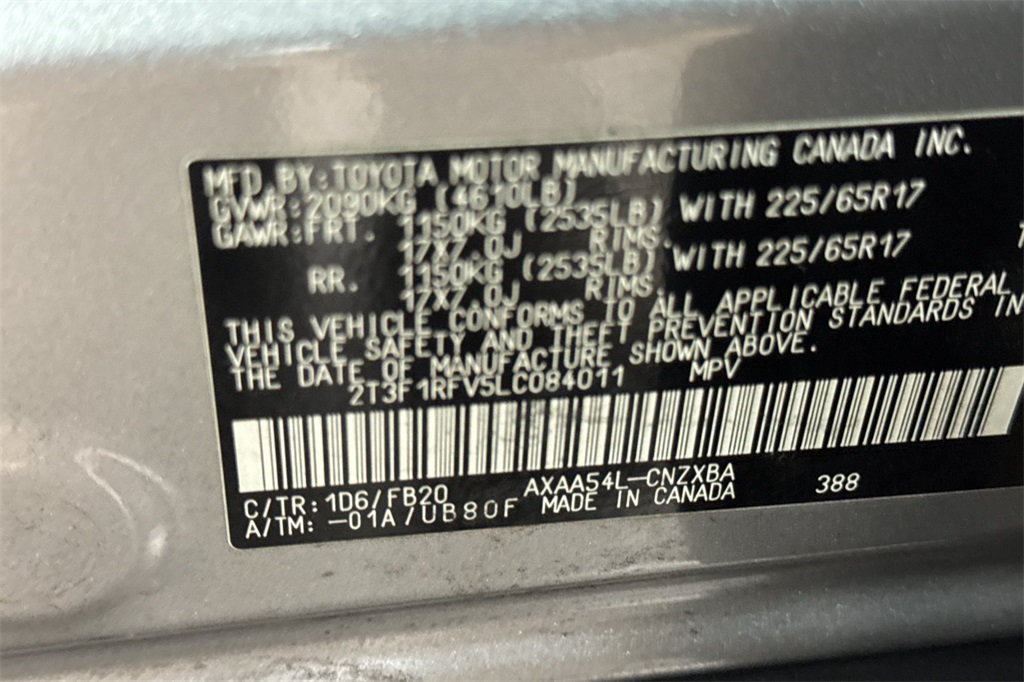 MFD.BY:TOYOTA MOTOR MANUFACTURING CANADA INC.
GVWR:2090KG (4610LB)
GAWR:FRT. 1150KG (2535LB) WITH 225/65R17
17X7.0J RIMS.
RR. 1150KG (2535LB) WITH 225/65R17
17X7.0J RIMS.
THIS VEHICLE CONFORMS TO ALL APPLICABLE FEDERAL
VEHICLE SAFETY AND THEFT PREVENTION STANDARDS IN
THE DATE OF MANUFACTURE SHOWN ABOVE.
2T3F1RFV5LC084011 MPV
C/TR:1D6/FB20 AXAA54L-CNZXBA 388
A/TM:-01A/UB80F MADE IN CANADA